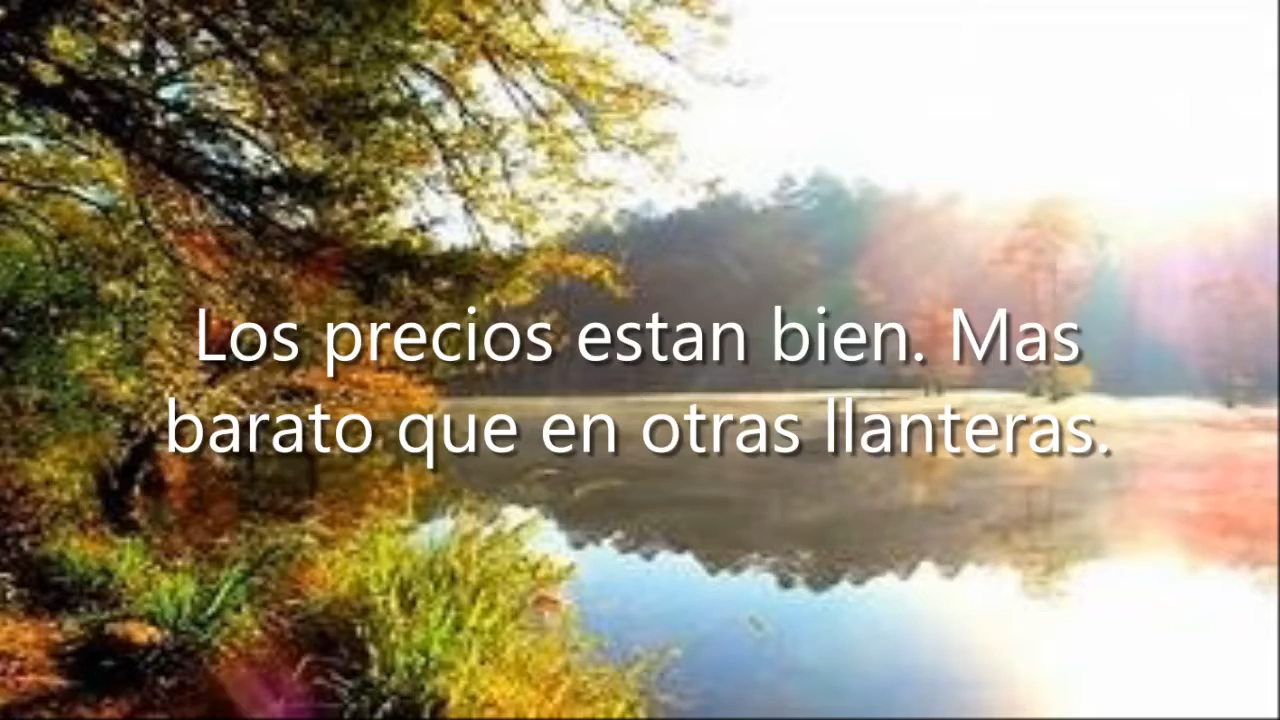 Los precios estan bien. Mas
barato que en otras llanteras.